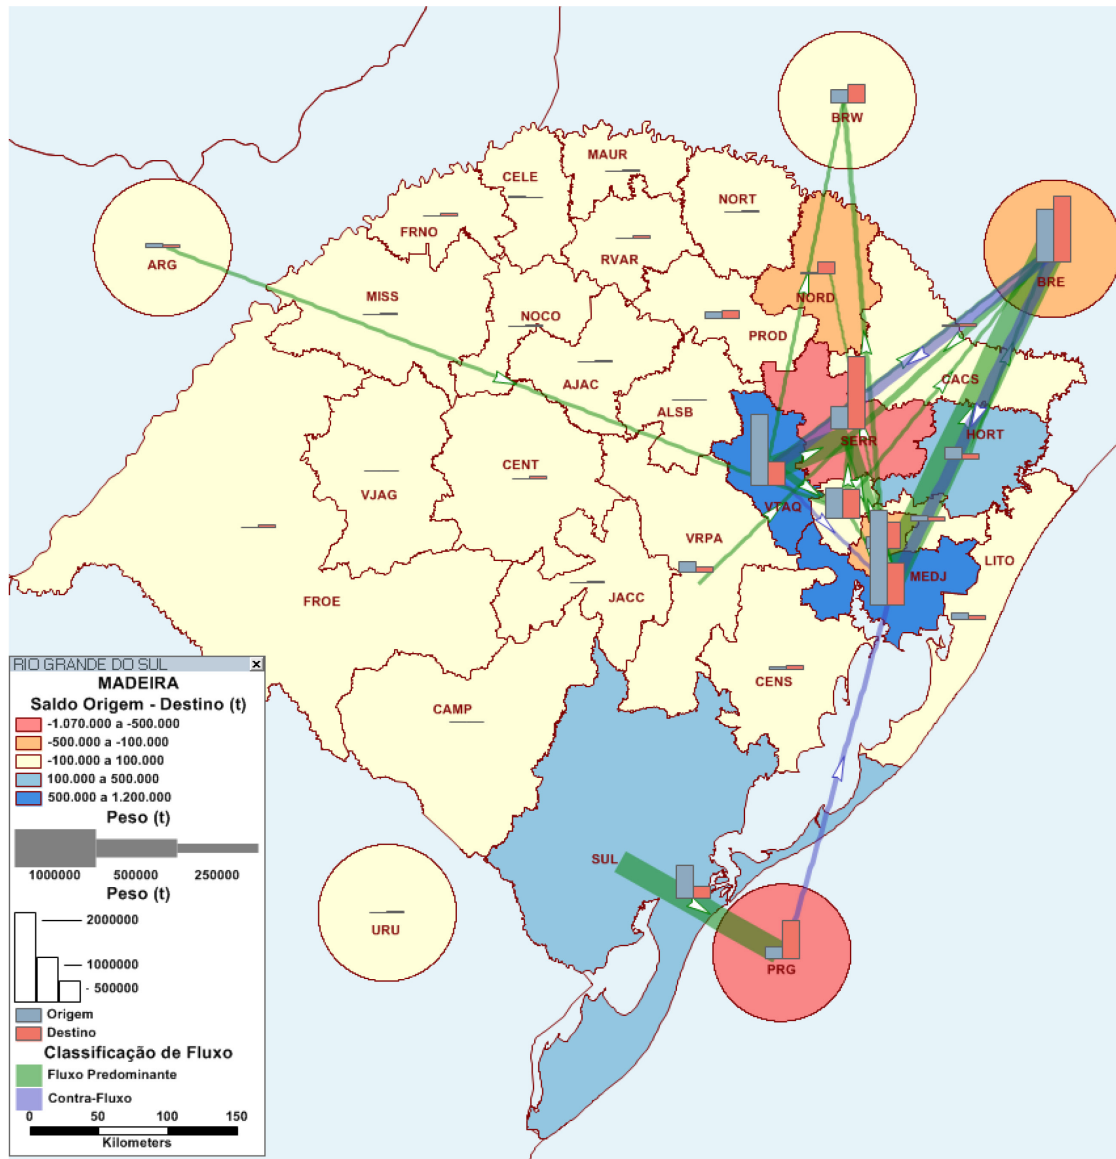 BRW
MAUR
CELE
NORT
FRNO
ARG
RVAR
BRE
MISS
NORD
NOCO
PROD
AJAC
CACS
ALSB
SERR
HORT
CENT
VJAG
VTAQ
VRPA
LITO
MEDJ
FROE
JACC
CENS
CAMP
SUL
URU
PRG
RIO GRANDE DO SUL
MADEIRA
Saldo Origem - Destino (t)
-1.070.000 a -500.000
-500.000 a -100.000
-100.000 a 100.000
100.000 a 500.000
500.000 a 1.200.000
Peso (t)
1000000 500000 250000
Peso (t)
2000000
1000000
500000
Origem
Destino
Classificação de Fluxo
Fluxo Predominante
Contra-Fluxo
0 50 100 150
Kilometers